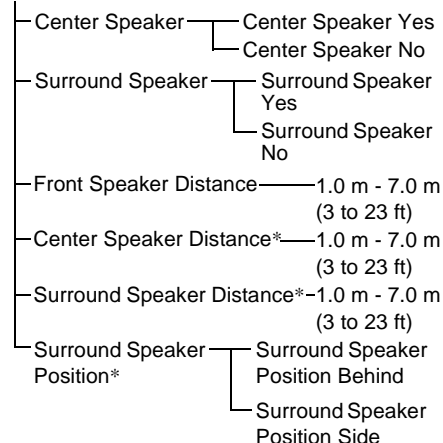 Center Speaker Center Speaker Yes
Center Speaker No
Surround Speaker Surround Speaker
Yes
Surround Speaker
No
Front Speaker Distance 1.0 m - 7.0 m
(3 to 23 ft)
Center Speaker Distance* 1.0 m - 7.0 m
(3 to 23 ft)
Surround Speaker Distance* 1.0 m - 7.0 m
(3 to 23 ft)
Surround Speaker Surround Speaker
Position* Position Behind
Surround Speaker
Position Side